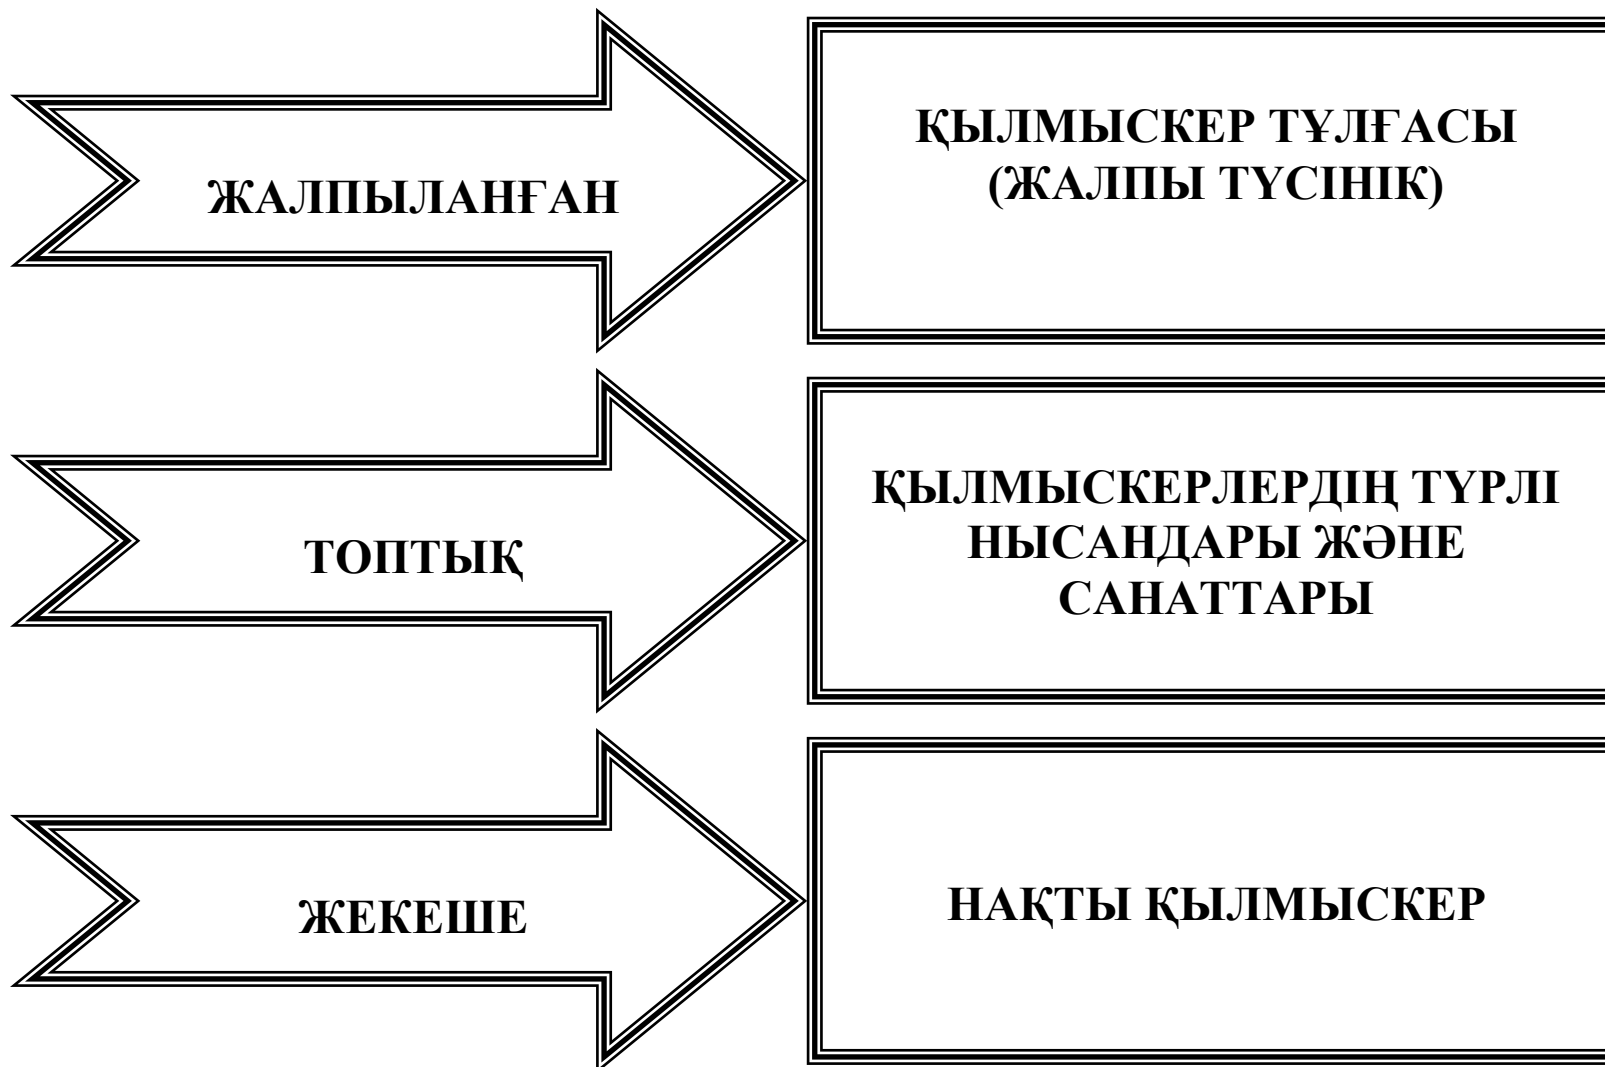 ЖАЛПЫЛАНҒАН
ҚЫЛМЫСКЕР ТҰЛҒАСЫ
(ЖАЛПЫ ТҮСІНІК)
ТОПТЫҚ
ҚЫЛМЫСКЕРЛЕРДІҢ ТҮРЛІ
НЫСАНДАРЫ ЖӘНЕ
САНАТТАРЫ
ЖЕКЕШЕ
НАҚТЫ ҚЫЛМЫСКЕР